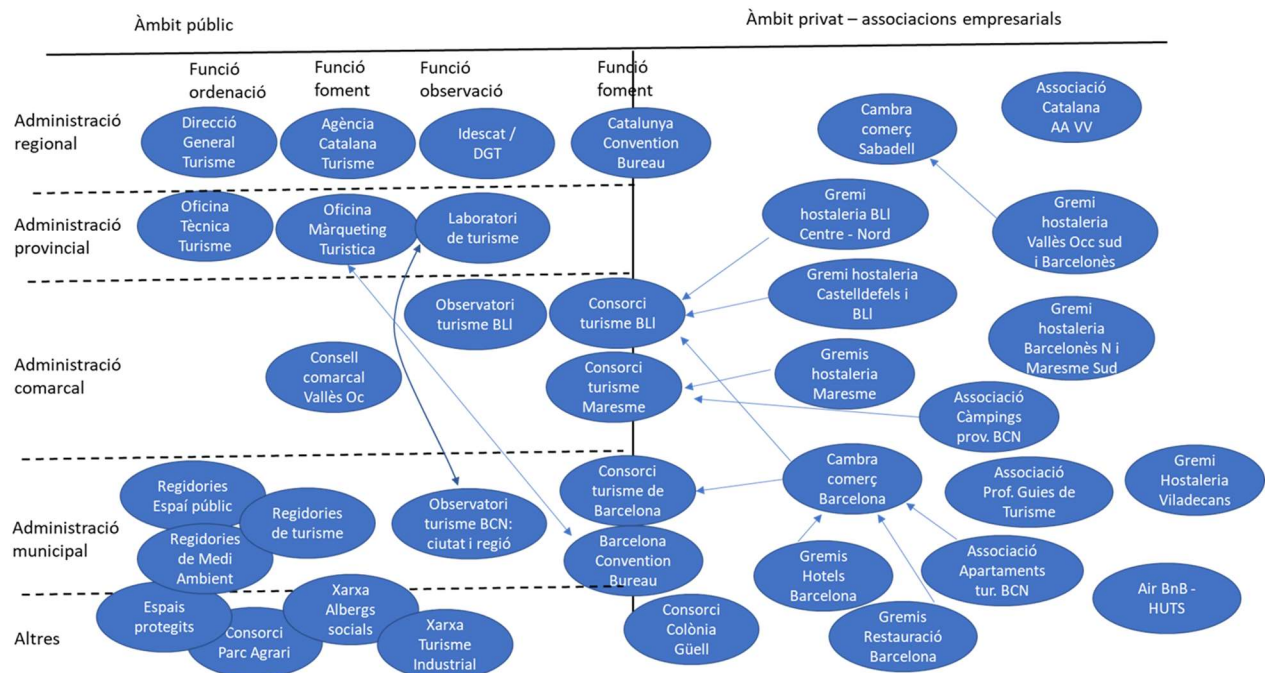 Àmbit públic
Àmbit privat – associacions empresarials
Funció
ordenació
Funció
foment
Funció
observació
Funció
foment
Administració
regional
Direcció
General
Turisme
Agència
Catalana
Turisme
Idescat /
DGT
Catalunya
Convention
Bureau
Cambra
comerç
Sabadell
Associació
Catalana
AA VV
Administració
provincial
Oficina
Tècnica
Turisme
Oficina
Màrqueting
Turistica
Laboratori
de turisme
Gremi
hostaleria BLl
Centre - Nord
Gremi
hostaleria
Vallès Occ sud
i Barcelonès
Administració
comarcal
Observatori
turisme BLl
Consorci
turisme BLl
Gremi hostaleria
Castelldefels i
BLl
Gremi
hostaleria
Barcelonès N i
Maresme Sud
Consell
comarcal
Vallès Oc
Consorci
turisme
Maresme
Gremis
hostaleria
Maresme
Associació
Càmpings
prov. BCN
Administració
municipal
Regidories
Espaí públic
Regidories
de turisme
Regidories
de Medi
Ambient
Observatori
turisme BCN:
ciutat i regió
Consorci
turisme de
Barcelona
Barcelona
Convention
Bureau
Cambra
comerç
Barcelona
Associació
Prof. Guies de
Turisme
Gremi
Hostaleria
Viladecans
Gremis
Hotels
Barcelona
Associació
Apartaments
tur. BCN
Air BnB -
HUTS
Altres
Espais
protegits
Consorci
Parc Agrari
Xarxa
Albergs
socials
Xarxa
Turisme
Industrial
Consorci
Colònia
Güell
Gremis
Restauració
Barcelona